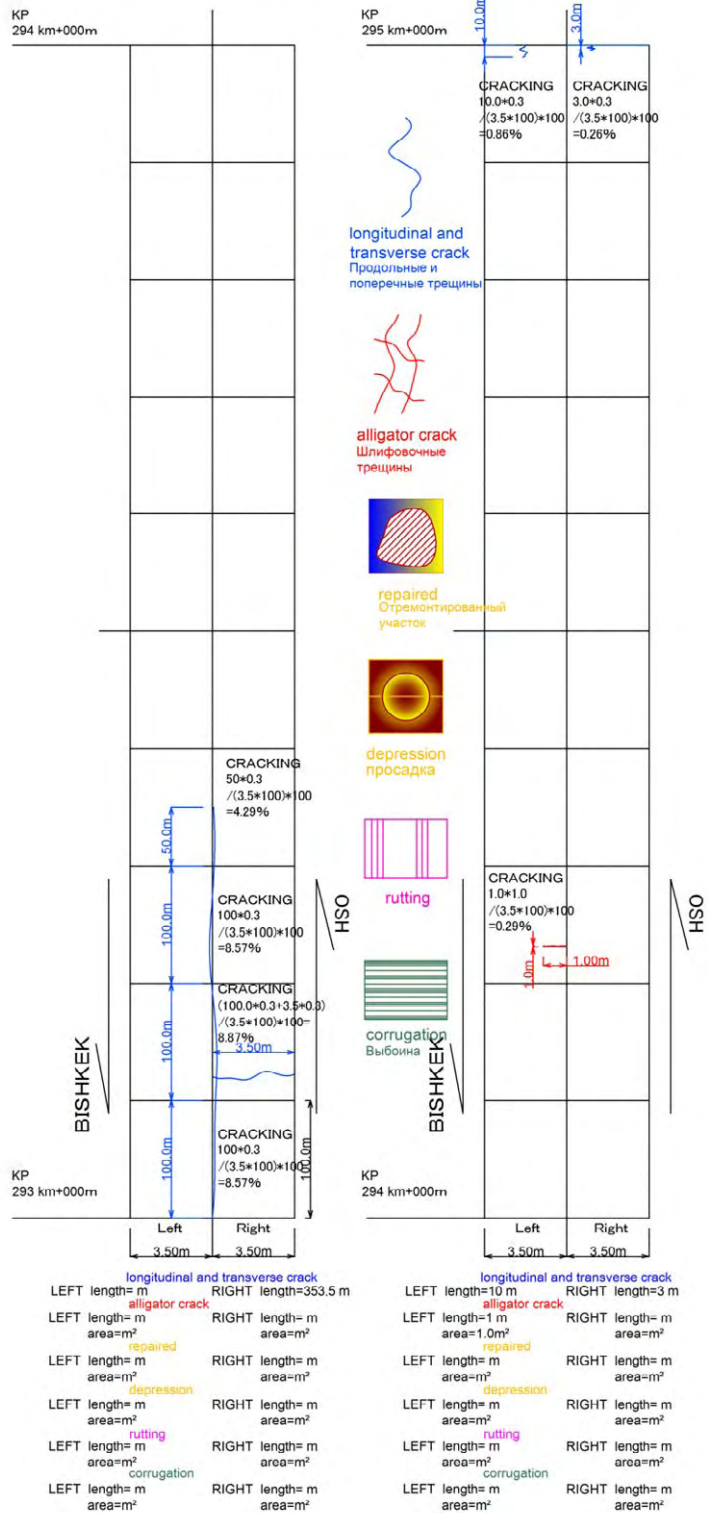 KP
294 km+000m
CRACKING
50*0.3
/(3.5*100)*100
=4.29%
50.0m
CRACKING
100*0.3
/(3.5*100)*100
=8.57%
100.0m
CRACKING
(100.0*0.3+3.5*0.3)
/(3.5*100)*100=
8.87%
3.50m
100.0m
CRACKING
100*0.3
/(3.5*100)*100
=8.57%
100.0m
100.0m
BISHKEK
OSH
KP
293 km+000m
Left
Right
3.50m
3.50m
longitudinal and transverse crack
LEFT length= m RIGHT length=353.5 m
alligator crack
LEFT length= m RIGHT length= m
area=m² area=m²
repaired
LEFT length= m RIGHT length= m
area=m² area=m²
depression
LEFT length= m RIGHT length= m
area=m² area=m²
rutting
LEFT length= m RIGHT length= m
area=m² area=m²
corrugation
LEFT length= m RIGHT length= m
area=m² area=m²
longitudinal and
transverse crack
Продольные и
поперечные трещины
alligator crack
Шлифовочные
трещины
repaired
Отремонтированный
участок
depression
просадка
rutting
corrugation
Выбоина
KP
295 km+000m
10.0m
3.0m
CRACKING
10.0*0.3
/(3.5*100)*100
=0.86%
CRACKING
3.0*0.3
/(3.5*100)*100
=0.26%
CRACKING
1.0*1.0
/(3.5*100)*100
=0.29%
1.0m
1.00m
BISHKEK
OSH
KP
294 km+000m
Left
Right
3.50m
3.50m
longitudinal and transverse crack
LEFT length=10 m RIGHT length=3 m
alligator crack
LEFT length=1 m RIGHT length= m
area=1.0m² area=m²
repaired
LEFT length= m RIGHT length= m
area=m² area=m²
depression
LEFT length= m RIGHT length= m
area=m² area=m²
rutting
LEFT length= m RIGHT length= m
area=m² area=m²
corrugation
LEFT length= m RIGHT length= m
area=m² area=m²